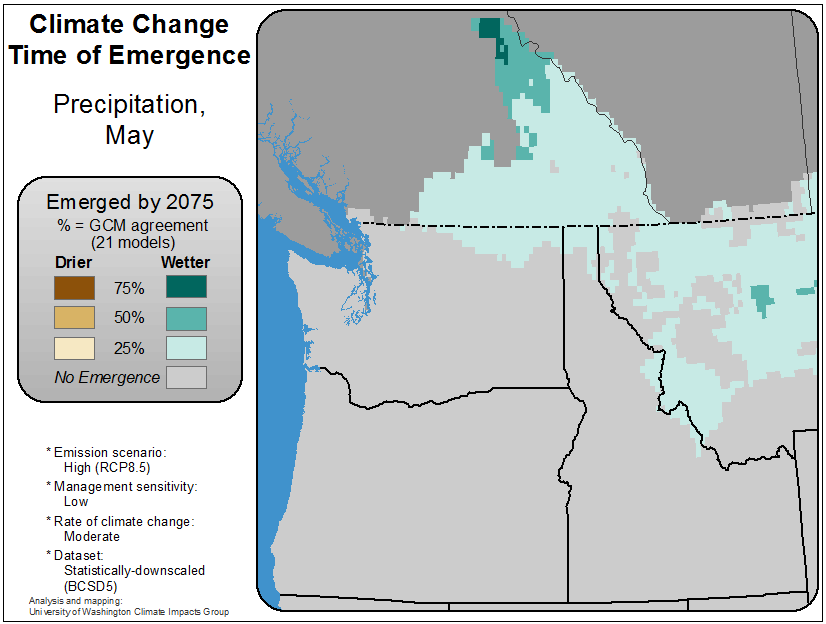 Climate Change
Time of Emergence
Precipitation,
May
Emerged by 2075
% = GCM agreement
(21 models)
Drier Wetter
75%
50%
25%
No Emergence
* Emission scenario:
High (RCP8.5)
* Management sensitivity:
Low
* Rate of climate change:
Moderate
* Dataset:
Statistically-downscaled
(BCSD5)
Analysis and mapping:
University of Washington Climate Impacts Group